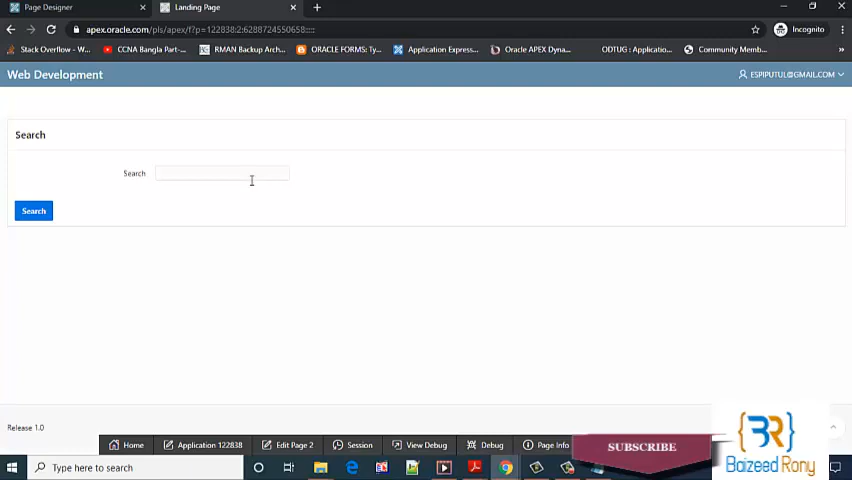 Page Designer
Landing Page
apex.oracle.com/pls/apex/f?p=122838:2:6288724550658:::::
Incognito
Stack Overflow - W...
CCNA Bangla Part-...
RMAN Backup Arch...
ORACLE FORMS: Ty...
Application Express...
Oracle APEX Dyna...
ODTUG : Applicatio...
Community Memb...
Web Development
ESPIPUTUL@GMAIL.COM
Search
Search
Search
Release 1.0
Home
Application 122838
Edit Page 2
Session
View Debug
Debug
Page Info
SUBSCRIBE
BR
Baizeed Rony
Type here to search